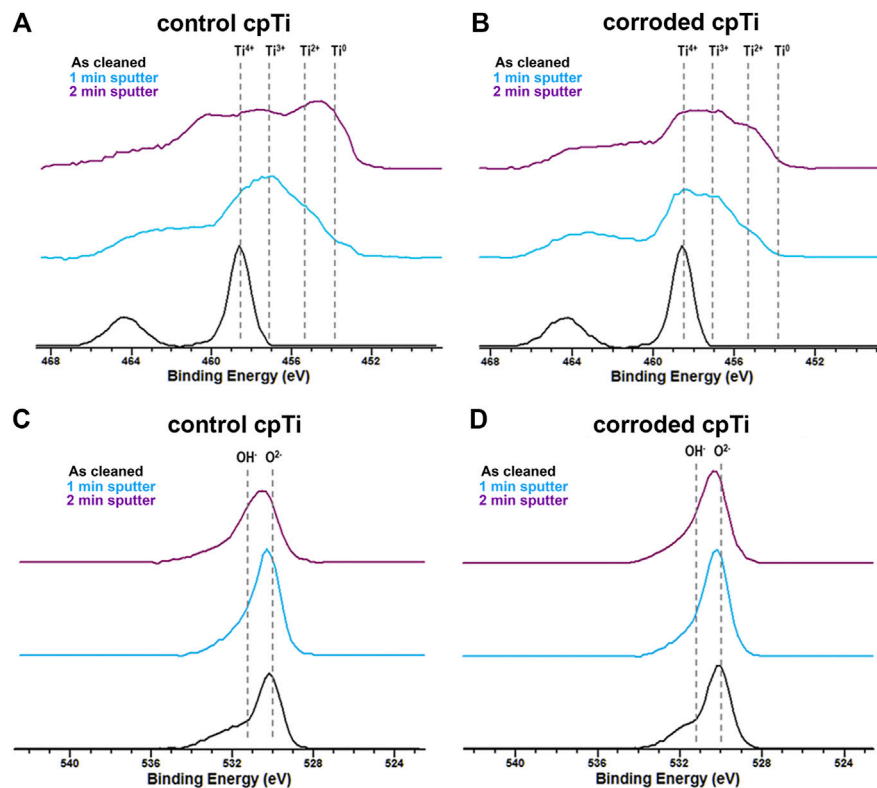 A
control cpTi
As cleaned
1 min sputter
2 min sputter
Ti⁴⁺ Ti³⁺ Ti²⁺ Ti⁰
468 464 460 456 452
Binding Energy (eV)
B
corroded cpTi
As cleaned
1 min sputter
2 min sputter
Ti⁴⁺ Ti³⁺ Ti²⁺ Ti⁰
468 464 460 456 452
Binding Energy (eV)
C
control cpTi
As cleaned
1 min sputter
2 min sputter
OH⁻ O²⁻
540 536 532 528 524
Binding Energy (eV)
D
corroded cpTi
As cleaned
1 min sputter
2 min sputter
OH⁻ O²⁻
540 536 532 528 524
Binding Energy (eV)